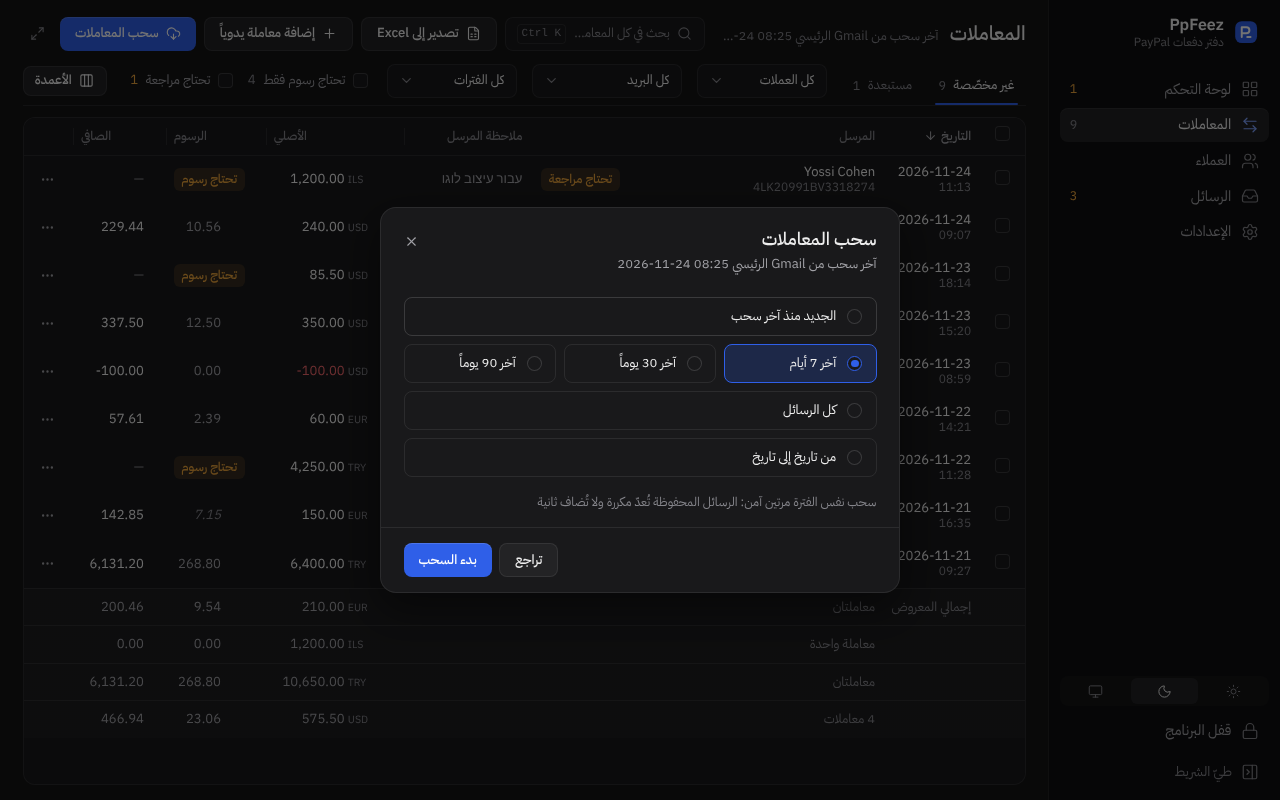 PpFeez
دفتر دفعات PayPal
لوحة التحكم 1
المعاملات 9
العملاء
الرسائل 3
الإعدادات
قفل البرنامج
طيّ الشريط
المعاملات
آخر سحب من Gmail الرئيسي 08:25 24-...
بحث في كل المعام... Ctrl K
تصدير إلى Excel
إضافة معاملة يدوياً
سحب المعاملات
غير مخصّصة 9
مستبعدة 1
كل العملات
كل البريد
كل الفترات
تحتاج رسوم فقط 4
تحتاج مراجعة 1
الأعمدة
التاريخ ↓ المرسل ملاحظة المرسل الأصلي الرسوم الصافي
2026-11-24 Yossi Cohen تحتاج مراجعة עבור עיצוב לוגו 1,200.00 ILS تحتاج رسوم —
11:13 4LK20991BV3318274
2026-11-24 240.00 USD 10.56 229.44
09:07
2026-11-23 85.50 USD تحتاج رسوم —
18:14
2026-11-23 350.00 USD 12.50 337.50
15:20
2026-11-23 -100.00 USD 0.00 -100.00
08:59
2026-11-22 60.00 EUR 2.39 57.61
14:21
2026-11-22 4,250.00 TRY تحتاج رسوم —
11:28
2026-11-21 150.00 EUR 7.15 142.85
16:35
2026-11-21 6,400.00 TRY 268.80 6,131.20
09:27
إجمالي المعروض معاملتان 210.00 EUR 9.54 200.46
معاملة واحدة 1,200.00 ILS 0.00 0.00
معاملتان 10,650.00 TRY 268.80 6,131.20
4 معاملات 575.50 USD 23.06 466.94
سحب المعاملات
آخر سحب من Gmail الرئيسي 08:25 2026-11-24
الجديد منذ آخر سحب
آخر 7 أيام
آخر 30 يوماً
آخر 90 يوماً
كل الرسائل
من تاريخ إلى تاريخ
سحب نفس الفترة مرتين آمن: الرسائل المحفوظة تُعدّ مكررة ولا تُضاف ثانية
تراجع
بدء السحب